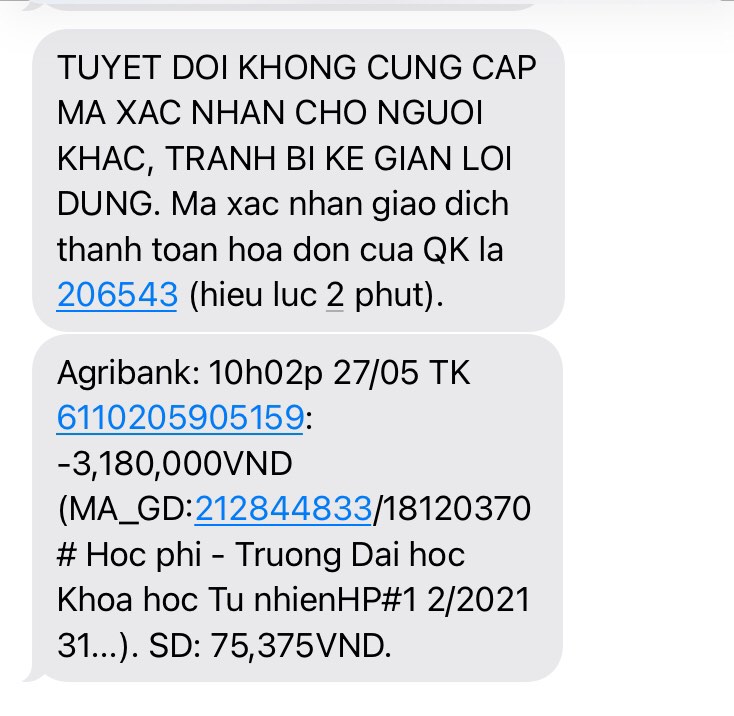 TUYET DOI KHONG CUNG CAP
MA XAC NHAN CHO NGUOI
KHAC, TRANH BI KE GIAN LOI
DUNG. Ma xac nhan giao dich
thanh toan hoa don cua QK la
206543 (hieu luc 2 phut).
Agribank: 10h02p 27/05 TK
6110205905159:
-3,180,000VND
(MA_GD:212844833/18120370
# Hoc phi - Truong Dai hoc
Khoa hoc Tu nhienHP#1 2/2021
31...). SD: 75,375VND.